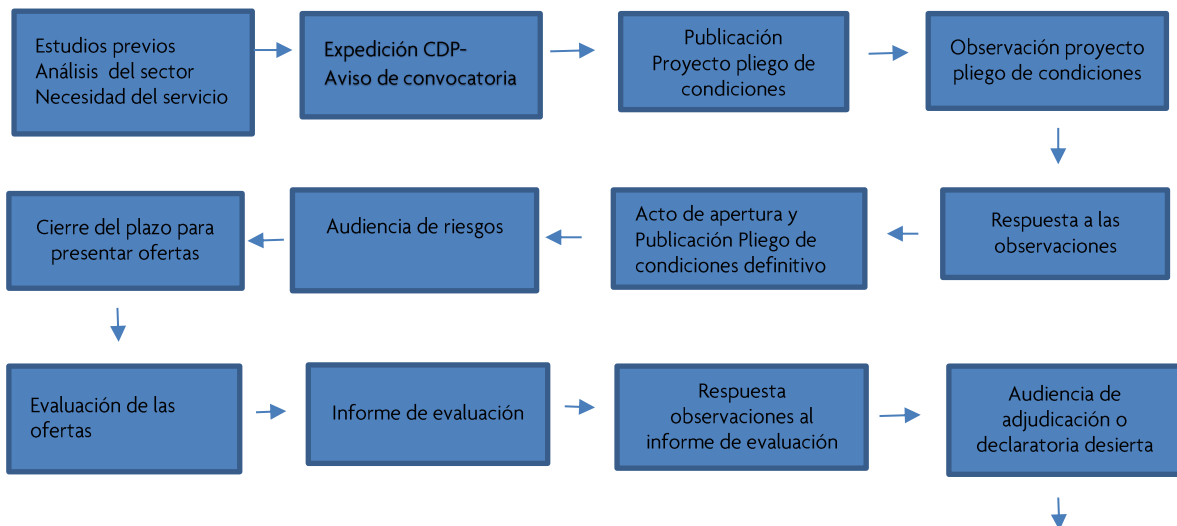 Estudios previos
Análisis del sector
Necesidad del servicio
Expedición CDP-
Aviso de convocatoria
Publicación
Proyecto pliego de
condiciones
Observación proyecto
pliego de condiciones
Respuesta a las
observaciones
Acto de apertura y
Publicación Pliego de
condiciones definitivo
Audiencia de riesgos
Cierre del plazo para
presentar ofertas
Evaluación de las
ofertas
Informe de evaluación
Respuesta
observaciones al
informe de evaluación
Audiencia de
adjudicación o
declaratoria desierta